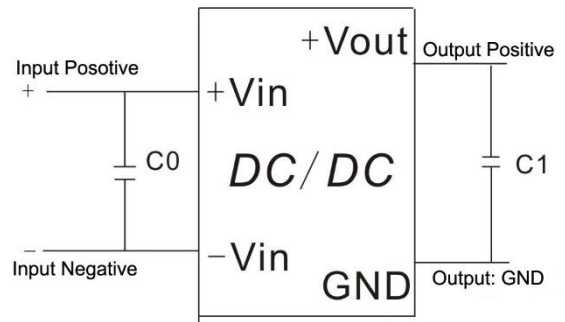 +Vout
Output Positive
Input Posotive
+
+Vin
C0
DC/DC
C1
−
−Vin
Input Negative
GND
Output: GND